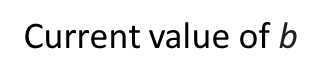 Current value of b